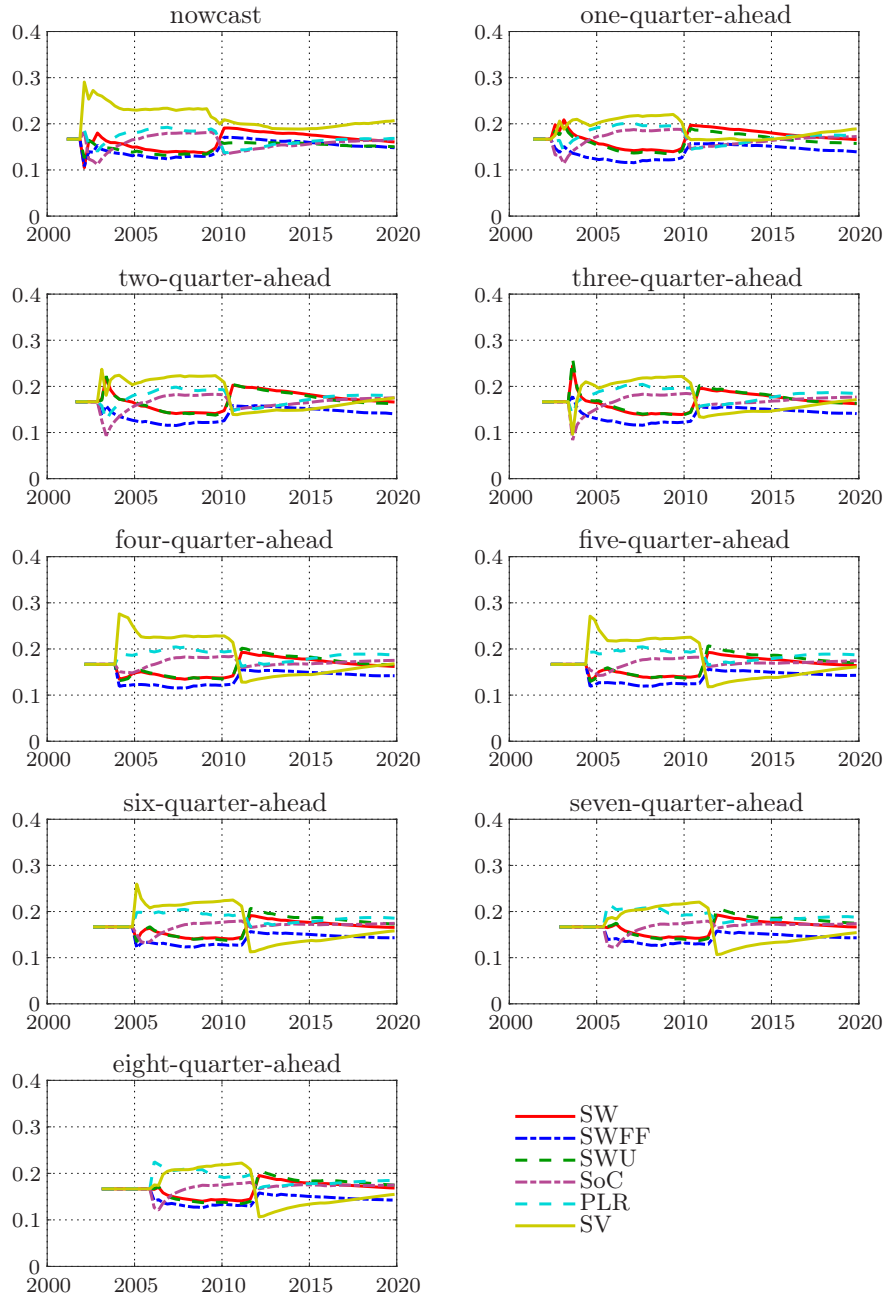 nowcast
0.4
0.3
0.2
0.1
0
2000 2005 2010 2015 2020
one-quarter-ahead
0.4
0.3
0.2
0.1
0
2000 2005 2010 2015 2020
two-quarter-ahead
0.4
0.3
0.2
0.1
0
2000 2005 2010 2015 2020
three-quarter-ahead
0.4
0.3
0.2
0.1
0
2000 2005 2010 2015 2020
four-quarter-ahead
0.4
0.3
0.2
0.1
0
2000 2005 2010 2015 2020
five-quarter-ahead
0.4
0.3
0.2
0.1
0
2000 2005 2010 2015 2020
six-quarter-ahead
0.4
0.3
0.2
0.1
0
2000 2005 2010 2015 2020
seven-quarter-ahead
0.4
0.3
0.2
0.1
0
2000 2005 2010 2015 2020
eight-quarter-ahead
0.4
0.3
0.2
0.1
0
2000 2005 2010 2015 2020
SW
SWFF
SWU
SoC
PLR
SV